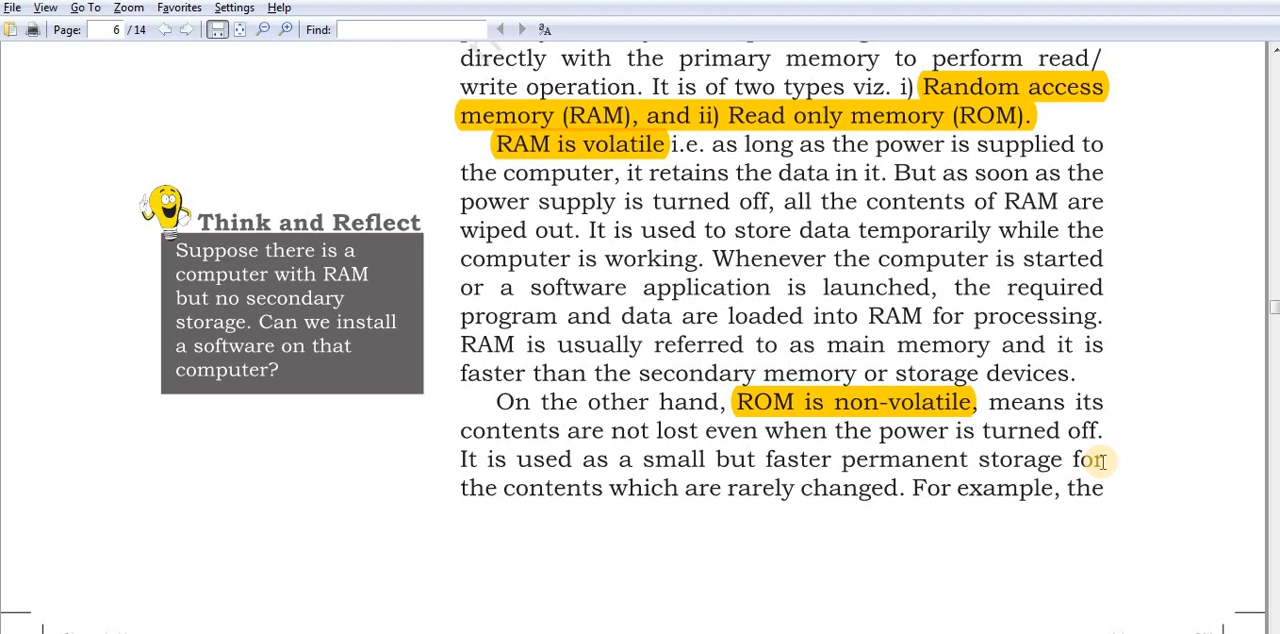 File View Go To Zoom Favorites Settings Help
Page: 6 / 14 Find:
directly with the primary memory to perform read/
write operation. It is of two types viz. i) Random access
memory (RAM), and ii) Read only memory (ROM).
RAM is volatile i.e. as long as the power is supplied to
the computer, it retains the data in it. But as soon as the
power supply is turned off, all the contents of RAM are
wiped out. It is used to store data temporarily while the
computer is working. Whenever the computer is started
or a software application is launched, the required
program and data are loaded into RAM for processing.
RAM is usually referred to as main memory and it is
faster than the secondary memory or storage devices.
On the other hand, ROM is non-volatile, means its
contents are not lost even when the power is turned off.
It is used as a small but faster permanent storage for
the contents which are rarely changed. For example, the
Think and Reflect
Suppose there is a
computer with RAM
but no secondary
storage. Can we install
a software on that
computer?